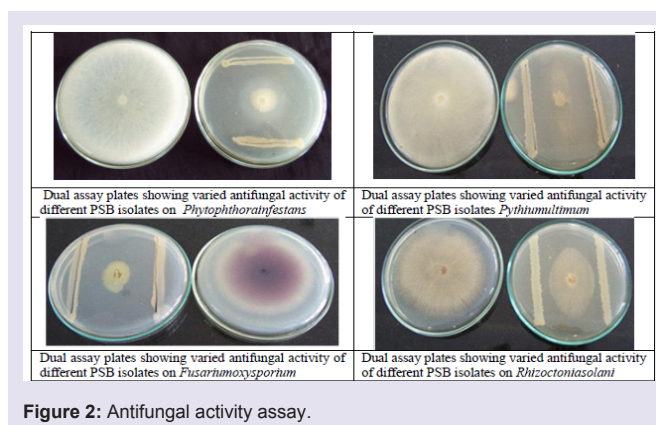 Dual assay plates showing varied antifungal activity of
different PSB isolates on Phytophthorainfestans
Dual assay plates showing varied antifungal activity
of different PSB isolates Pythiumultimum
Dual assay plates showing varied antifungal activity of
different PSB isolates on Fusariumoxysporium
Dual assay plates showing varied antifungal activity
of different PSB isolates on Rhizoctoniasolani
Figure 2: Antifungal activity assay.